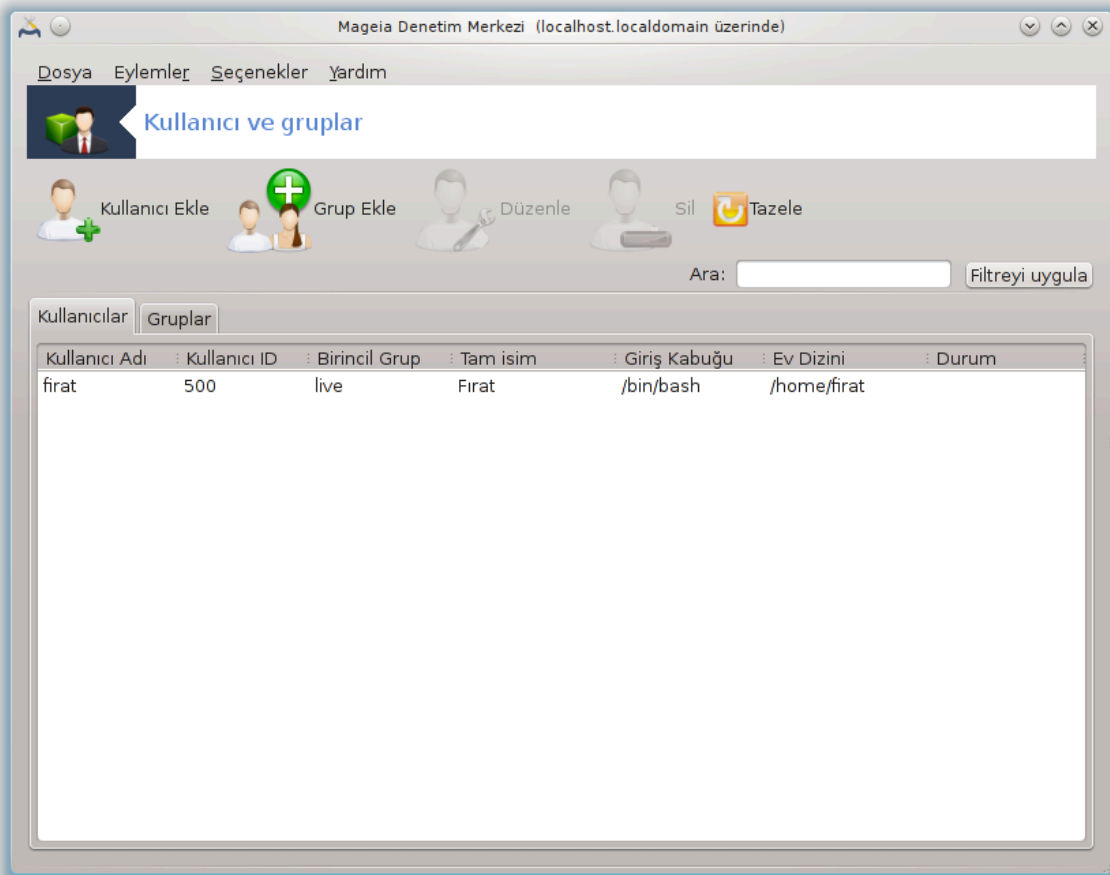 Mageia Denetim Merkezi (localhost.localdomain üzerinde)
Dosya Eylemler Seçenekler Yardım
Kullanıcı ve gruplar
Kullanıcı Ekle Grup Ekle Düzenle Sil Tazele
Ara: Filtreyi uygula
Kullanıcılar Gruplar
Kullanıcı Adı Kullanıcı ID Birincil Grup Tam isim Giriş Kabuğu Ev Dizini Durum
firat 500 live Fırat /bin/bash /home/firat